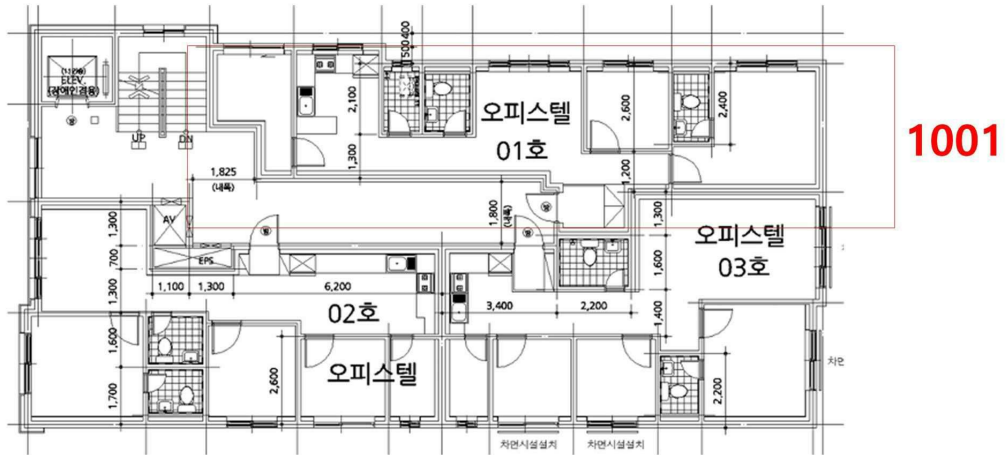 400
500
(15인승)
ELEV.
(장애인겸용)
UP
DN
2,100
1,300
오피스텔
01호
2,600
2,400
1,200
1001
1,825
(내폭)
1,800
(내폭)
AV
EPS
1,300
700
1,300
1,100
1,300
6,200
02호
3,400
2,200
1,300
1,600
1,400
오피스텔
03호
1,600
1,700
2,600
오피스텔
2,200
차면
차면시설설치
차면시설설치